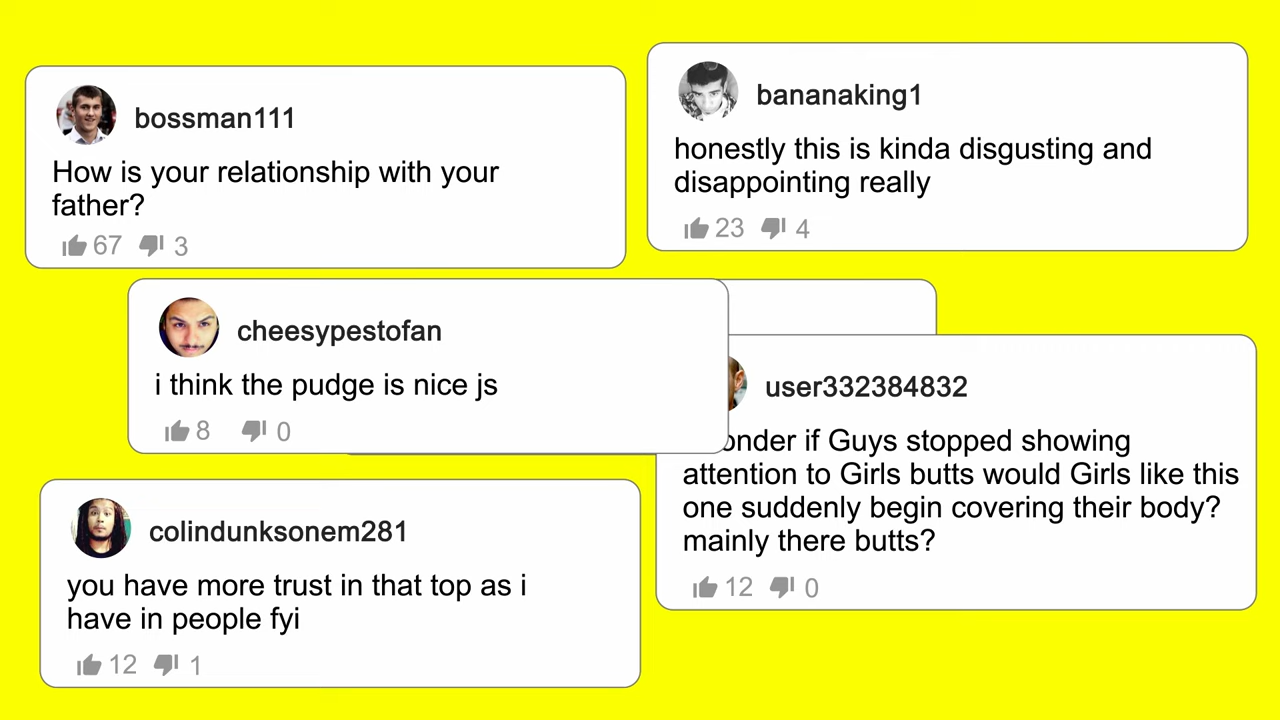 bossman111
How is your relationship with your
father?
67 3
bananaking1
honestly this is kinda disgusting and
disappointing really
23 4
cheesypestofan
i think the pudge is nice js
8 0
user332384832
if Guys stopped showing
attention to Girls butts would Girls like this
one suddenly begin covering their body?
mainly there butts?
12 0
colindunksonem281
you have more trust in that top as i
have in people fyi
12 1